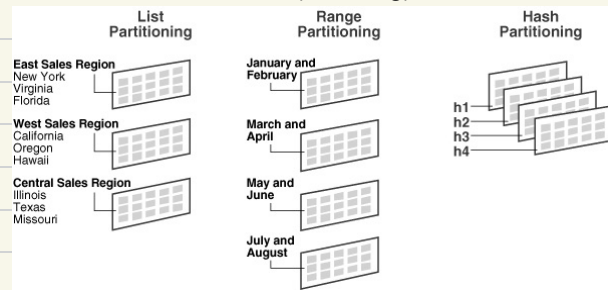 List
Partitioning
East Sales Region
New York
Virginia
Florida
West Sales Region
California
Oregon
Hawaii
Central Sales Region
Illinois
Texas
Missouri
Range
Partitioning
January and
February
March and
April
May and
June
July and
August
Hash
Partitioning
h1
h2
h3
h4